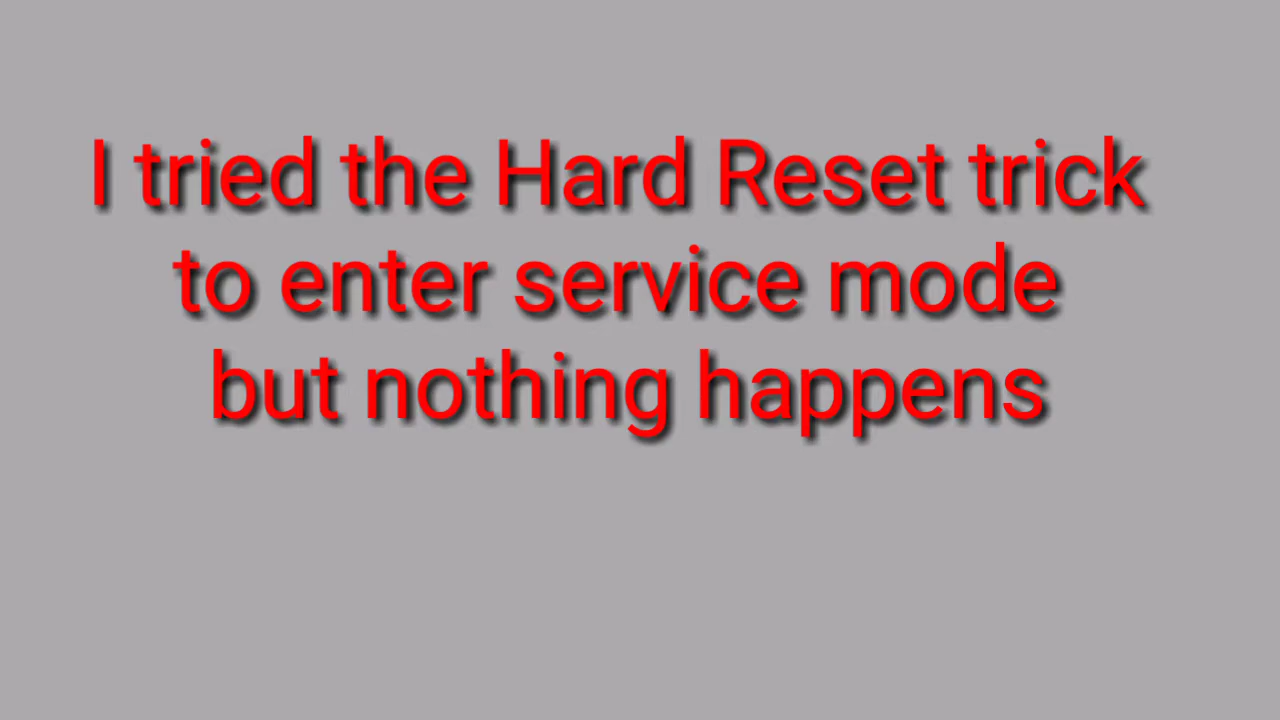 I tried the Hard Reset trick
to enter service mode
but nothing happens